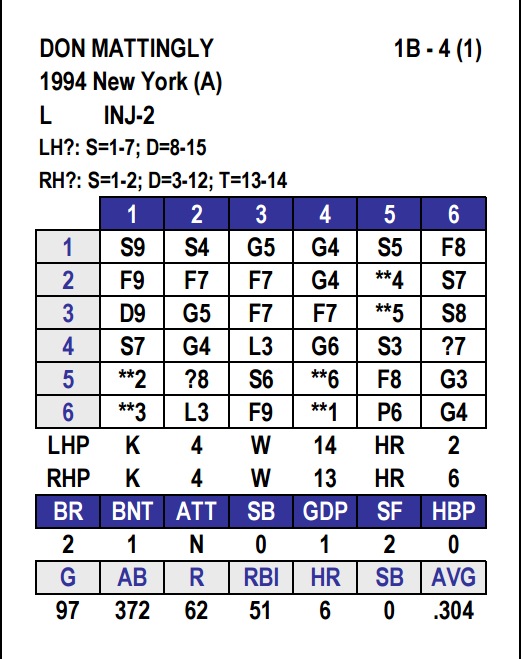 DON MATTINGLY 1B - 4 (1)
1994 New York (A)
L INJ-2
LH?: S=1-7; D=8-15
RH?: S=1-2; D=3-12; T=13-14
1 2 3 4 5 6
1 S9 S4 G5 G4 S5 F8
2 F9 F7 F7 G4 **4 S7
3 D9 G5 F7 F7 **5 S8
4 S7 G4 L3 G6 S3 ?7
5 **2 ?8 S6 **6 F8 G3
6 **3 L3 F9 **1 P6 G4
LHP K 4 W 14 HR 2
RHP K 4 W 13 HR 6
BR BNT ATT SB GDP SF HBP
2 1 N 0 1 2 0
G AB R RBI HR SB AVG
97 372 62 51 6 0 .304